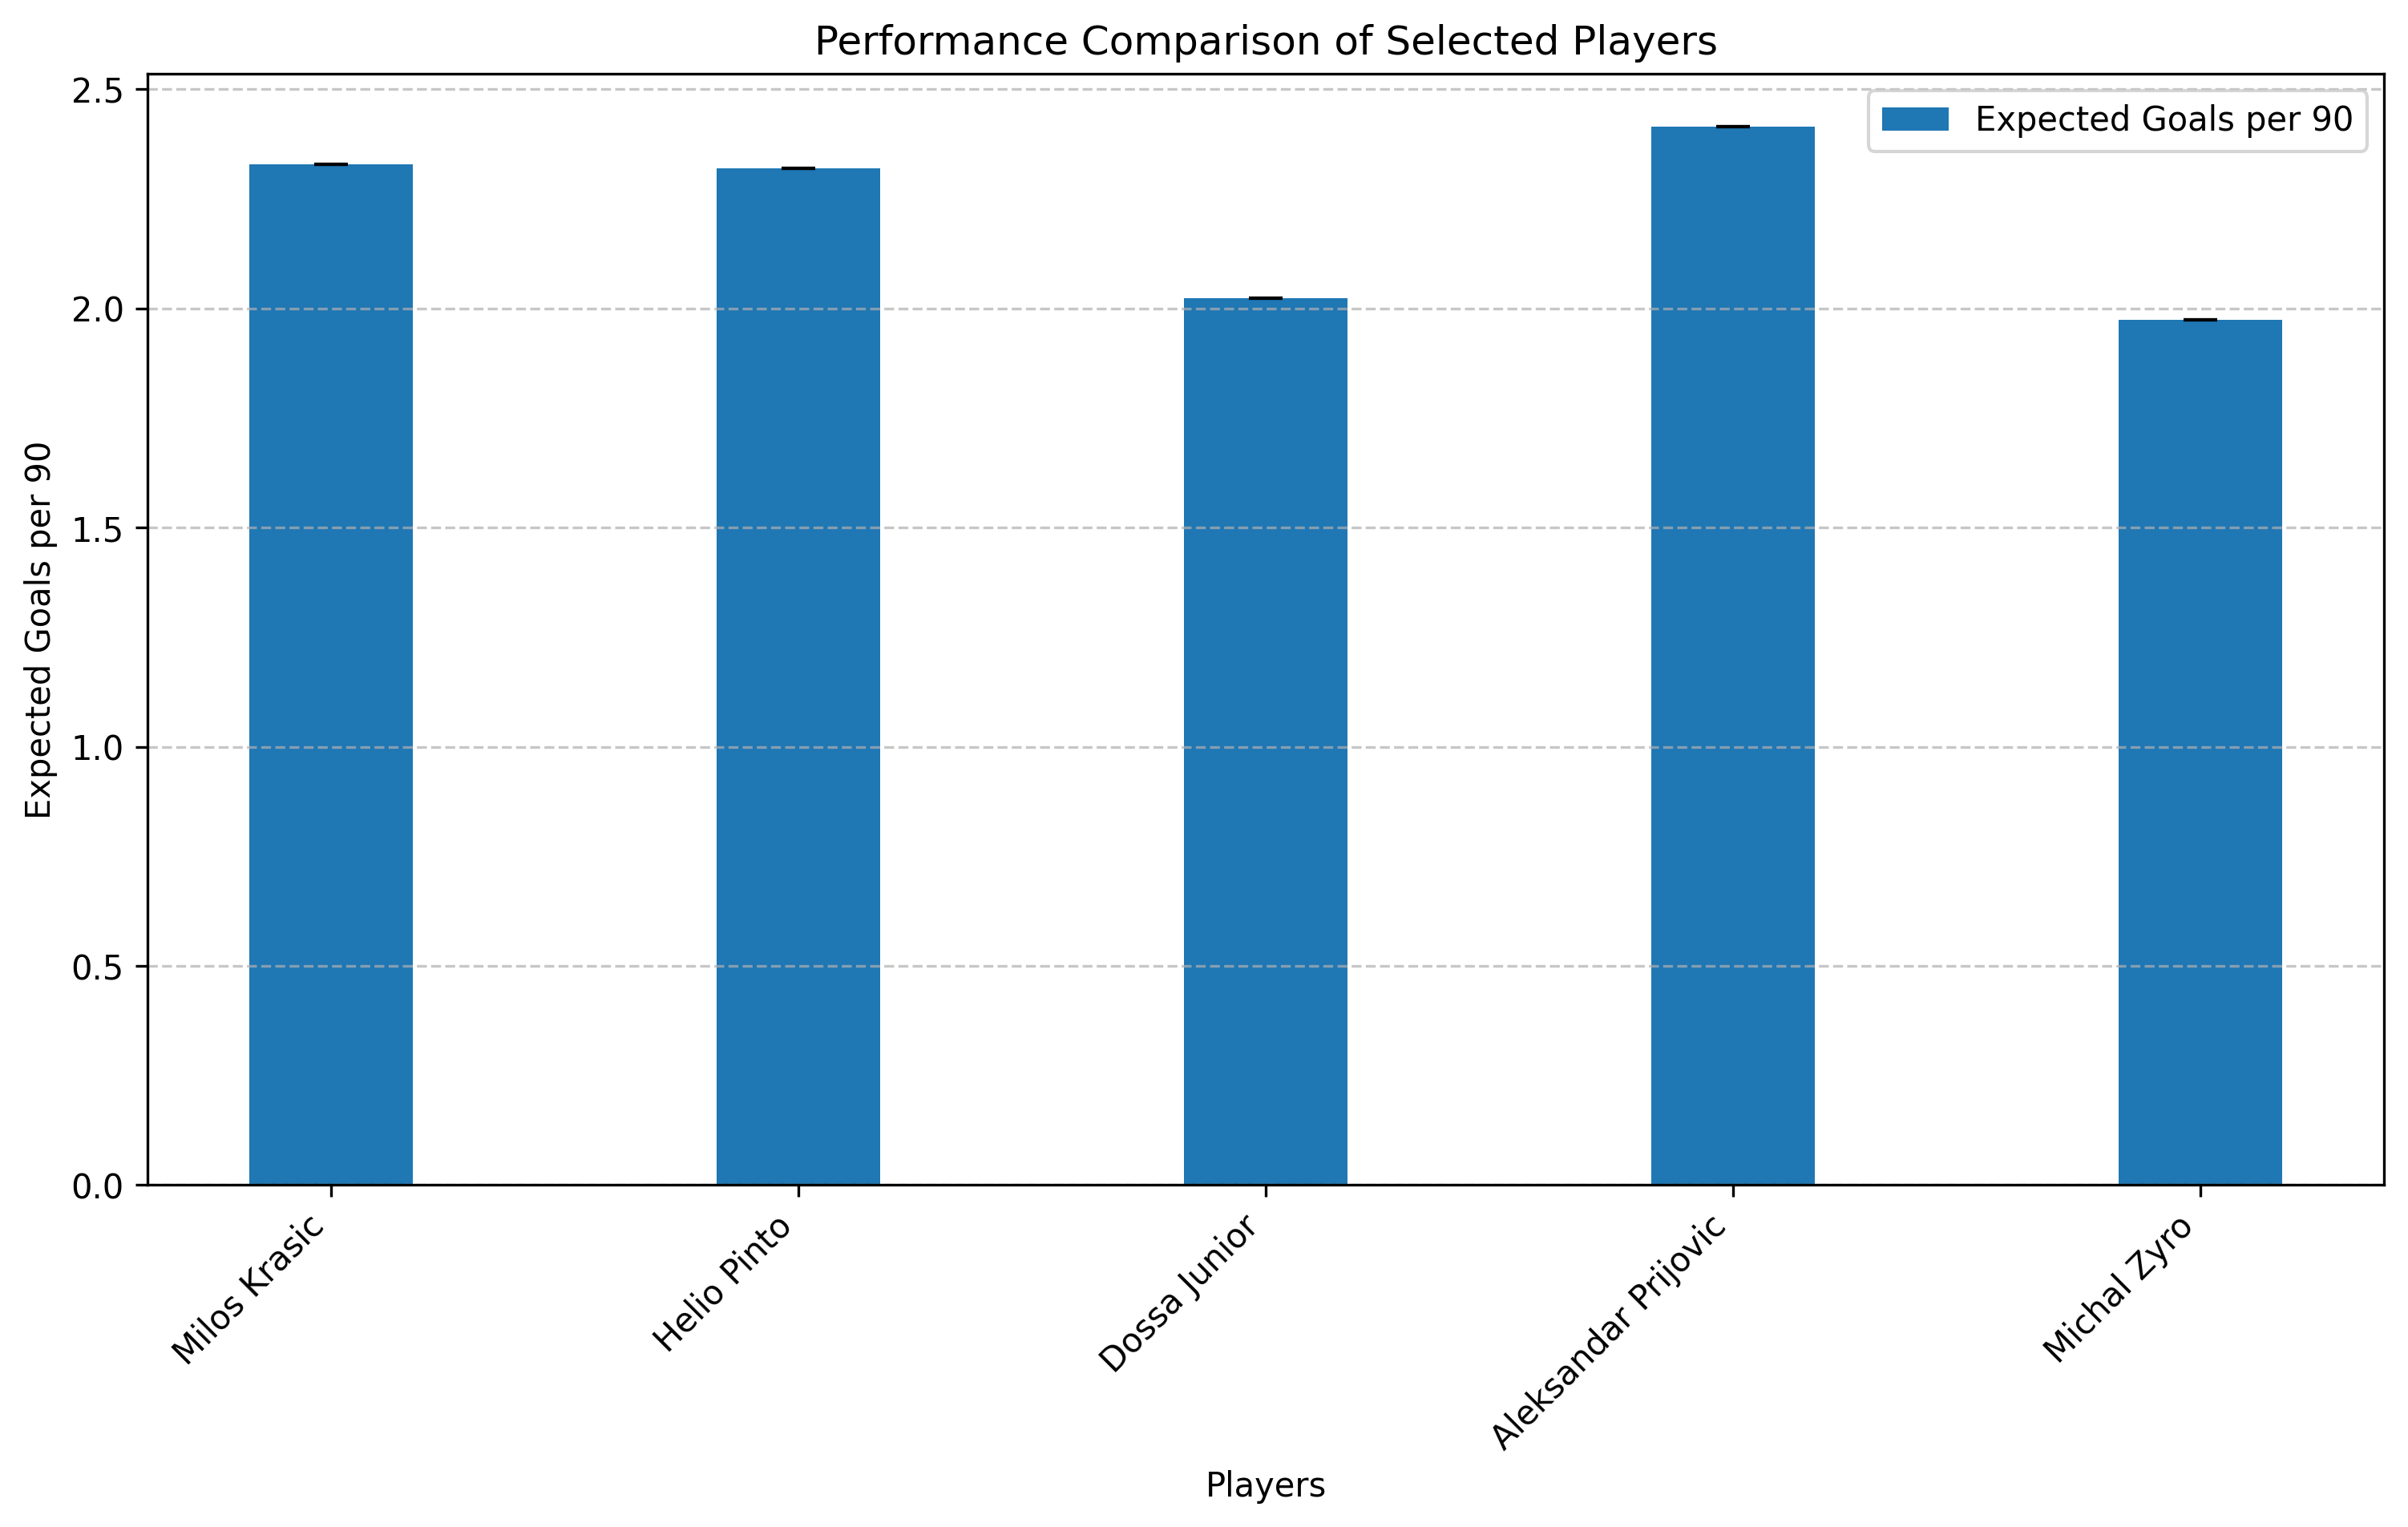 Performance Comparison of Selected Players
Expected Goals per 90
Expected Goals per 90
2.5
2.0
1.5
1.0
0.5
0.0
Milos Krasic
Helio Pinto
Dossa Junior
Aleksandar Prijovic
Michal Zyro
Players